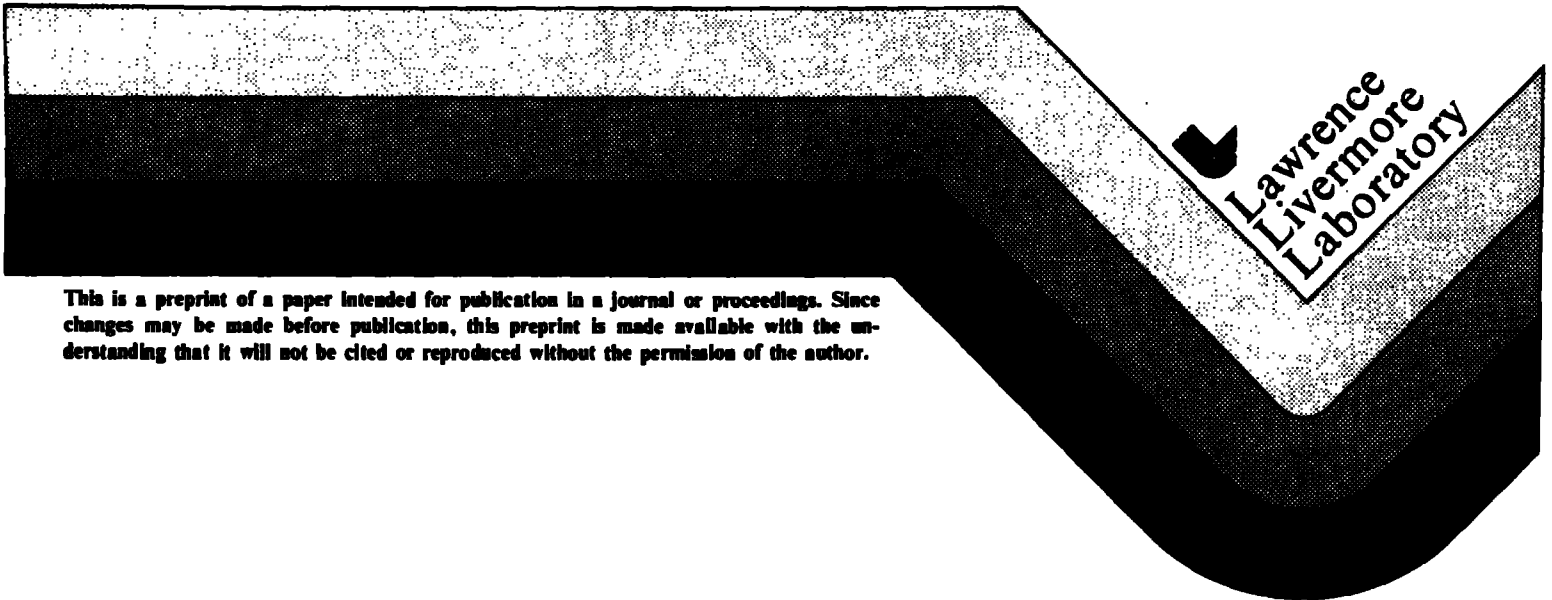 Lawrence
Livermore
Laboratory
This is a preprint of a paper intended for publication in a journal or proceedings. Since
changes may be made before publication, this preprint is made available with the un-
derstanding that it will not be cited or reproduced without the permission of the author.